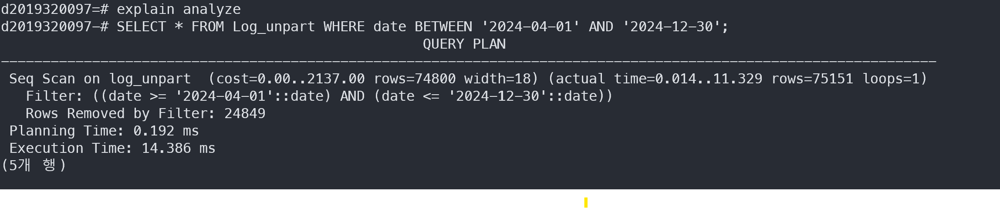 d2019320097=# explain analyze
d2019320097-# SELECT * FROM Log_unpart WHERE date BETWEEN '2024-04-01' AND '2024-12-30';
QUERY PLAN
-----------------------------------------------------------------------------------------------------------------
Seq Scan on log_unpart  (cost=0.00..2137.00 rows=74800 width=18) (actual time=0.014..11.329 rows=75151 loops=1)
Filter: ((date >= '2024-04-01'::date) AND (date <= '2024-12-30'::date))
Rows Removed by Filter: 24849
Planning Time: 0.192 ms
Execution Time: 14.386 ms
(5개 행)